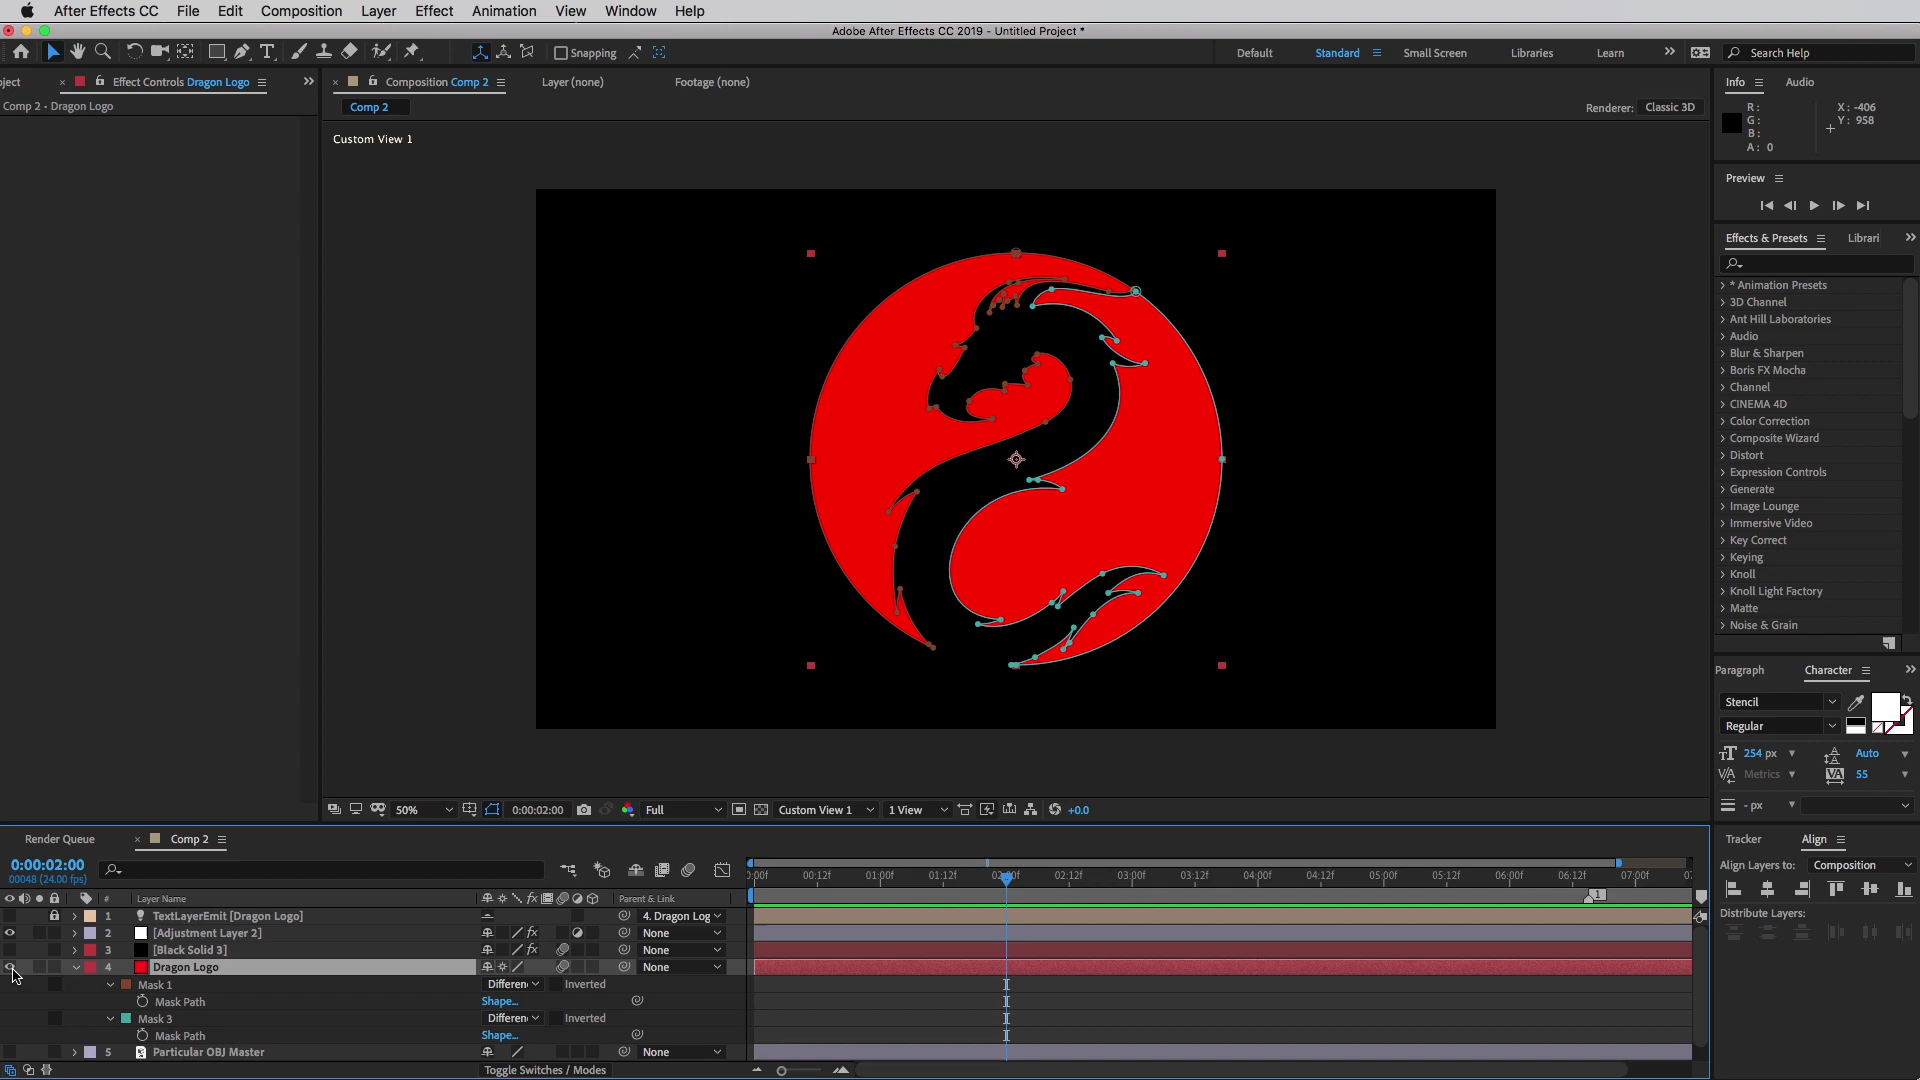 After Effects CC File Edit Composition Layer Effect Animation View Window Help
Adobe After Effects CC 2019 - Untitled Project *
Snapping
Default Standard Small Screen Libraries Learn Search Help
oject Effect Controls Dragon Logo
Composition Comp 2 Layer (none) Footage (none)
Info Audio
Comp 2 • Dragon Logo
Comp 2
Renderer: Classic 3D
R:
G:
B:
A: 0
X: -406
Y: 958
Custom View 1
Preview
Effects & Presets Librari
* Animation Presets
3D Channel
Ant Hill Laboratories
Audio
Blur & Sharpen
Boris FX Mocha
Channel
CINEMA 4D
Color Correction
Composite Wizard
Distort
Expression Controls
Generate
Image Lounge
Immersive Video
Key Correct
Keying
Knoll
Knoll Light Factory
Matte
Noise & Grain
Paragraph Character
Stencil
Regular
254 px Auto
Metrics 55
- px
50% 0:00:02:00 Full Custom View 1 1 View +0.0
Render Queue Comp 2
Tracker Align
Align Layers to: Composition
Distribute Layers:
0:00:02:00
00048 (24.00 fps)
0:00f 00:12f 01:00f 01:12f 02:00f 02:12f 03:00f 03:12f 04:00f 04:12f 05:00f 05:12f 06:00f 06:12f 07:00f 07
# Layer Name fx Parent & Link
1 TextLayerEmit [Dragon Logo] 4. Dragon Log
1
2 [Adjustment Layer 2] fx None
3 [Black Solid 3] fx None
4 Dragon Logo None
Mask 1 Differen Inverted
Mask Path Shape...
Mask 3 Differen Inverted
Mask Path Shape...
5 Particular OBJ Master None
Toggle Switches / Modes